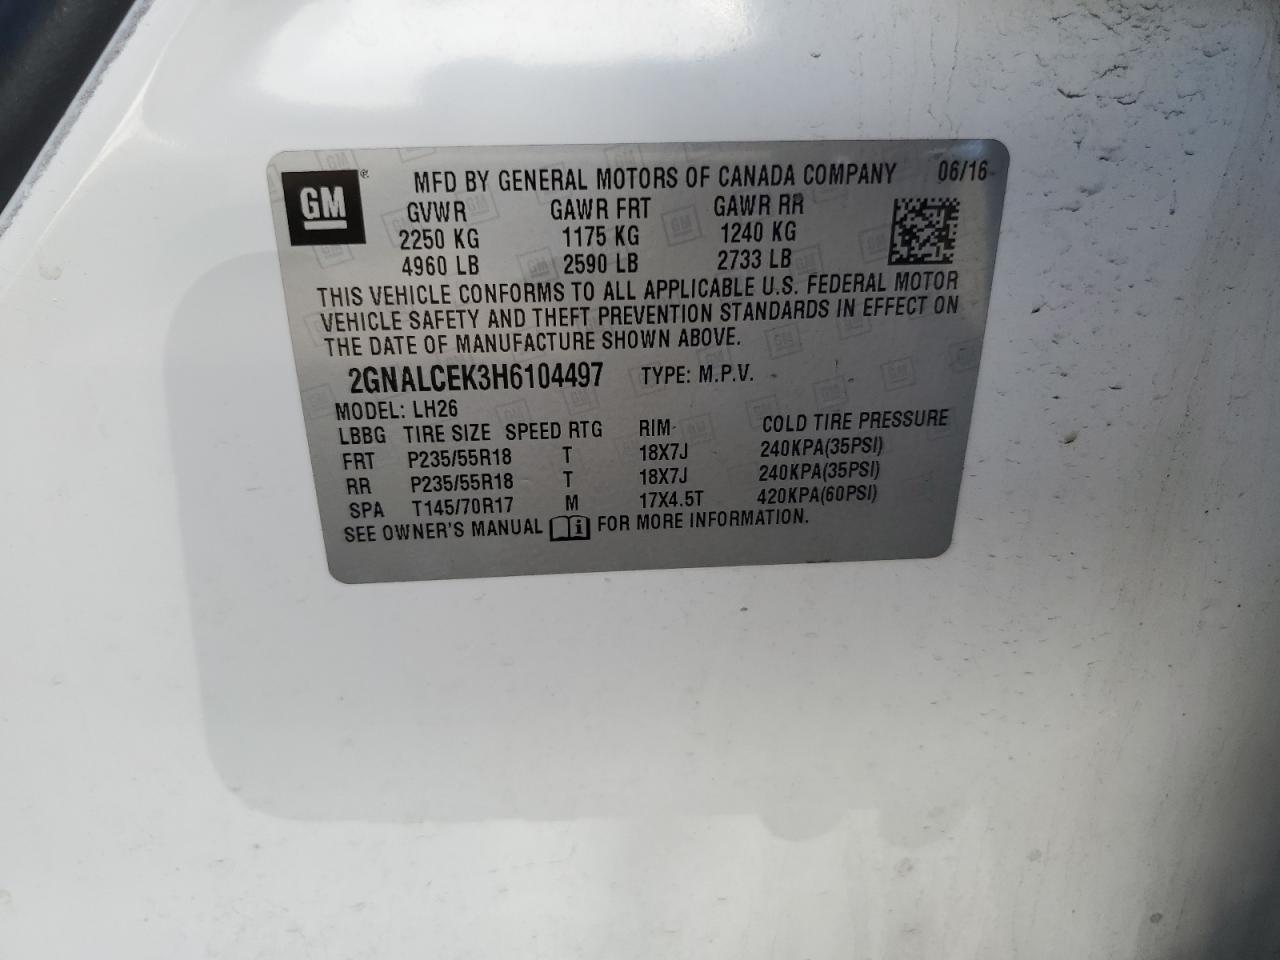 GM ® MFD BY GENERAL MOTORS OF CANADA COMPANY 06/16
GVWR GAWR FRT GAWR RR
2250 KG 1175 KG 1240 KG
4960 LB 2590 LB 2733 LB
THIS VEHICLE CONFORMS TO ALL APPLICABLE U.S. FEDERAL MOTOR
VEHICLE SAFETY AND THEFT PREVENTION STANDARDS IN EFFECT ON
THE DATE OF MANUFACTURE SHOWN ABOVE.
2GNALCEK3H6104497 TYPE: M.P.V.
MODEL: LH26
LBBG TIRE SIZE SPEED RTG RIM COLD TIRE PRESSURE
FRT P235/55R18 T 18X7J 240KPA(35PSI)
RR P235/55R18 T 18X7J 240KPA(35PSI)
SPA T145/70R17 M 17X4.5T 420KPA(60PSI)
SEE OWNER'S MANUAL i FOR MORE INFORMATION.